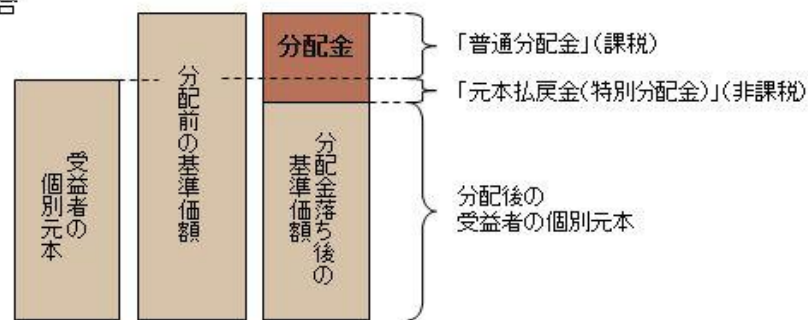 受益者の
個別元本
分配前の基準価額
分配金
分配金落ち後の
基準価額
「普通分配金」(課税)
「元本払戻金(特別分配金)」(非課税)
分配後の
受益者の個別元本